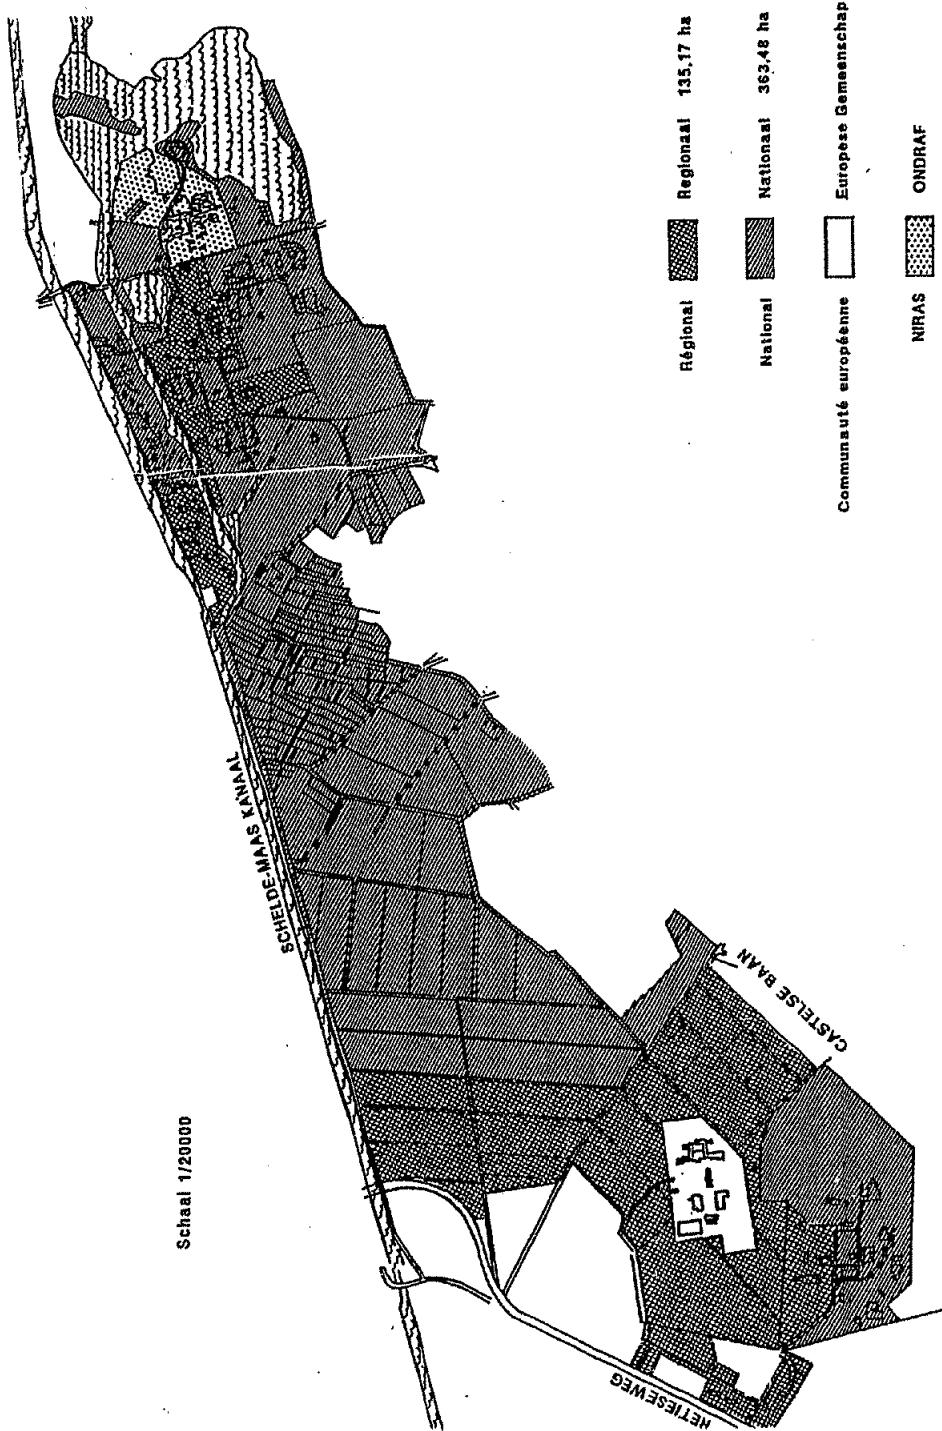 Schaal 1/20000
SCHELDE-MAAS KANAAL
CASTELSE BAAN
RETIESEWEG
Régional Regionaal 135,17 ha
National Nationaal 363,48 ha
Communauté européenne Europese Gemeenschap
NIRAS ONDRAF